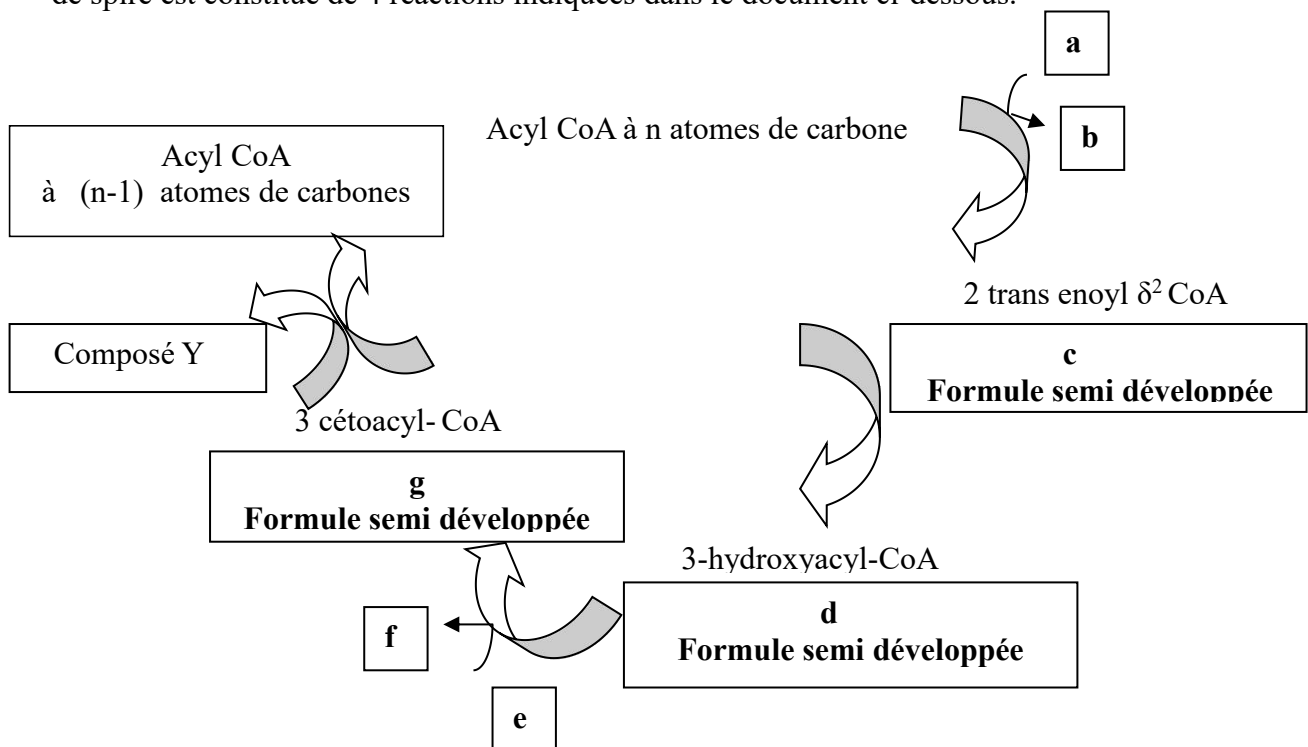 de spire est constitué de 4 réactions indiquées dans le document ci-dessous.
a
Acyl CoA à n atomes de carbone
b
Acyl CoA
à (n-1) atomes de carbones
2 trans enoyl δ² CoA
Composé Y
c
Formule semi développée
3 cétoacyl- CoA
g
Formule semi développée
3-hydroxyacyl-CoA
d
Formule semi développée
f
e